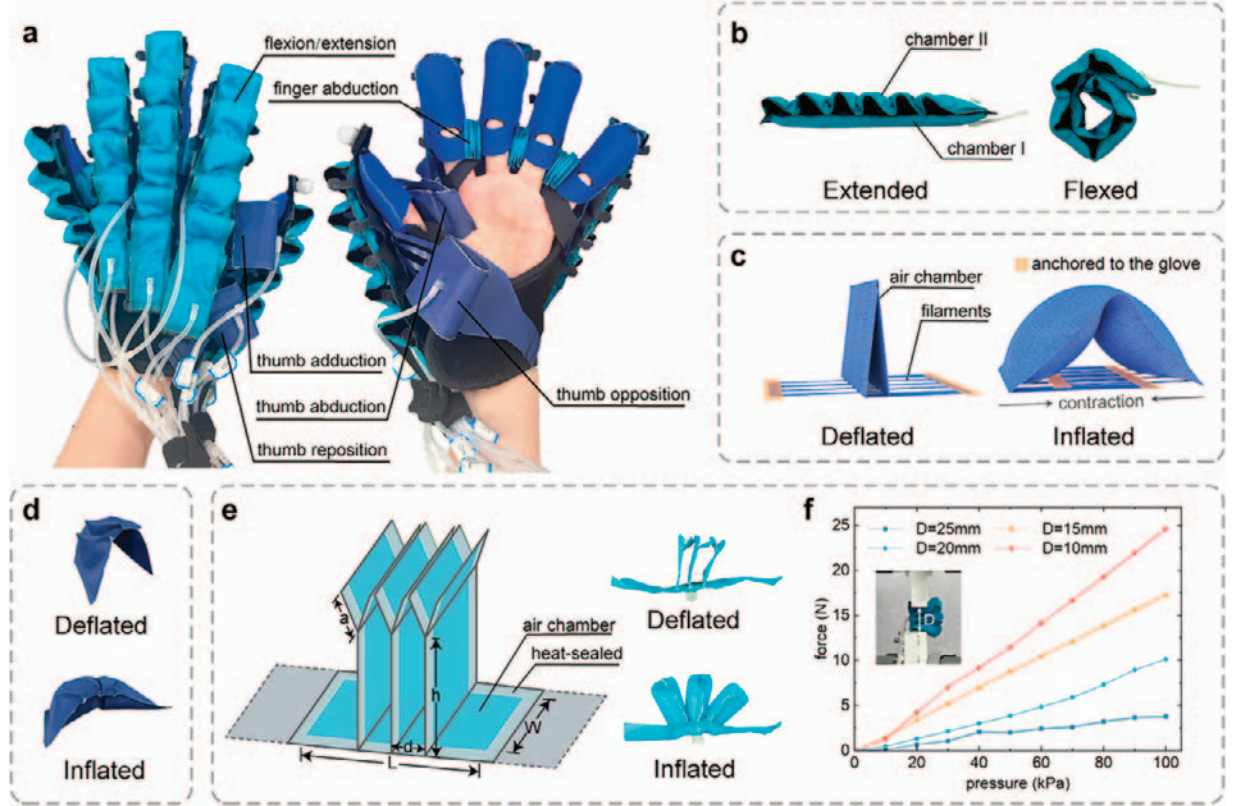 a
flexion/extension
finger abduction
thumb adduction
thumb abduction
thumb reposition
thumb opposition
b
chamber II
chamber I
Extended
Flexed
c
anchored to the glove
air chamber
filaments
contraction
Deflated
Inflated
d
Deflated
Inflated
e
a
h
d
L
W
air chamber
heat-sealed
Deflated
Inflated
f
D=25mm D=15mm
D=20mm D=10mm
D
force (N)
25
20
15
10
5
0
0 20 40 60 80 100
pressure (kPa)